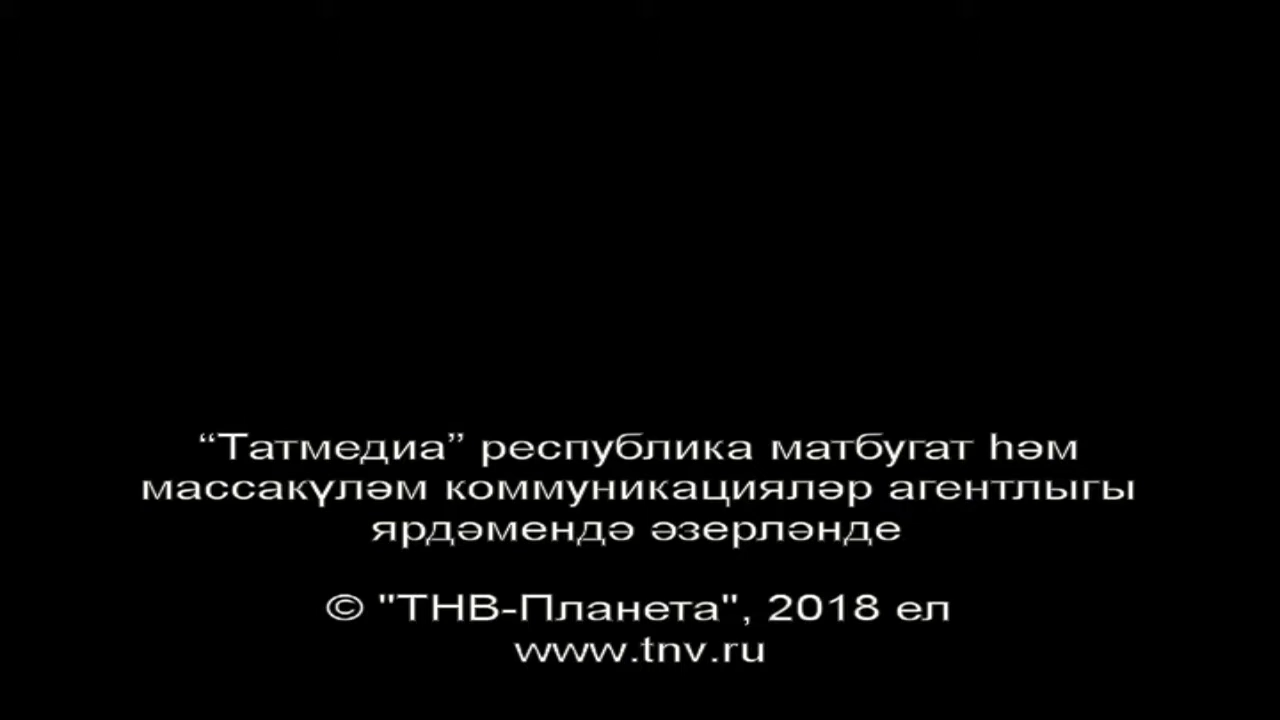 “Татмедиа” республика матбугат һәм
массакүләм коммуникацияләр агентлыгы
ярдәмендә әзерләнде
© "ТНВ-Планета", 2018 ел
www.tnv.ru